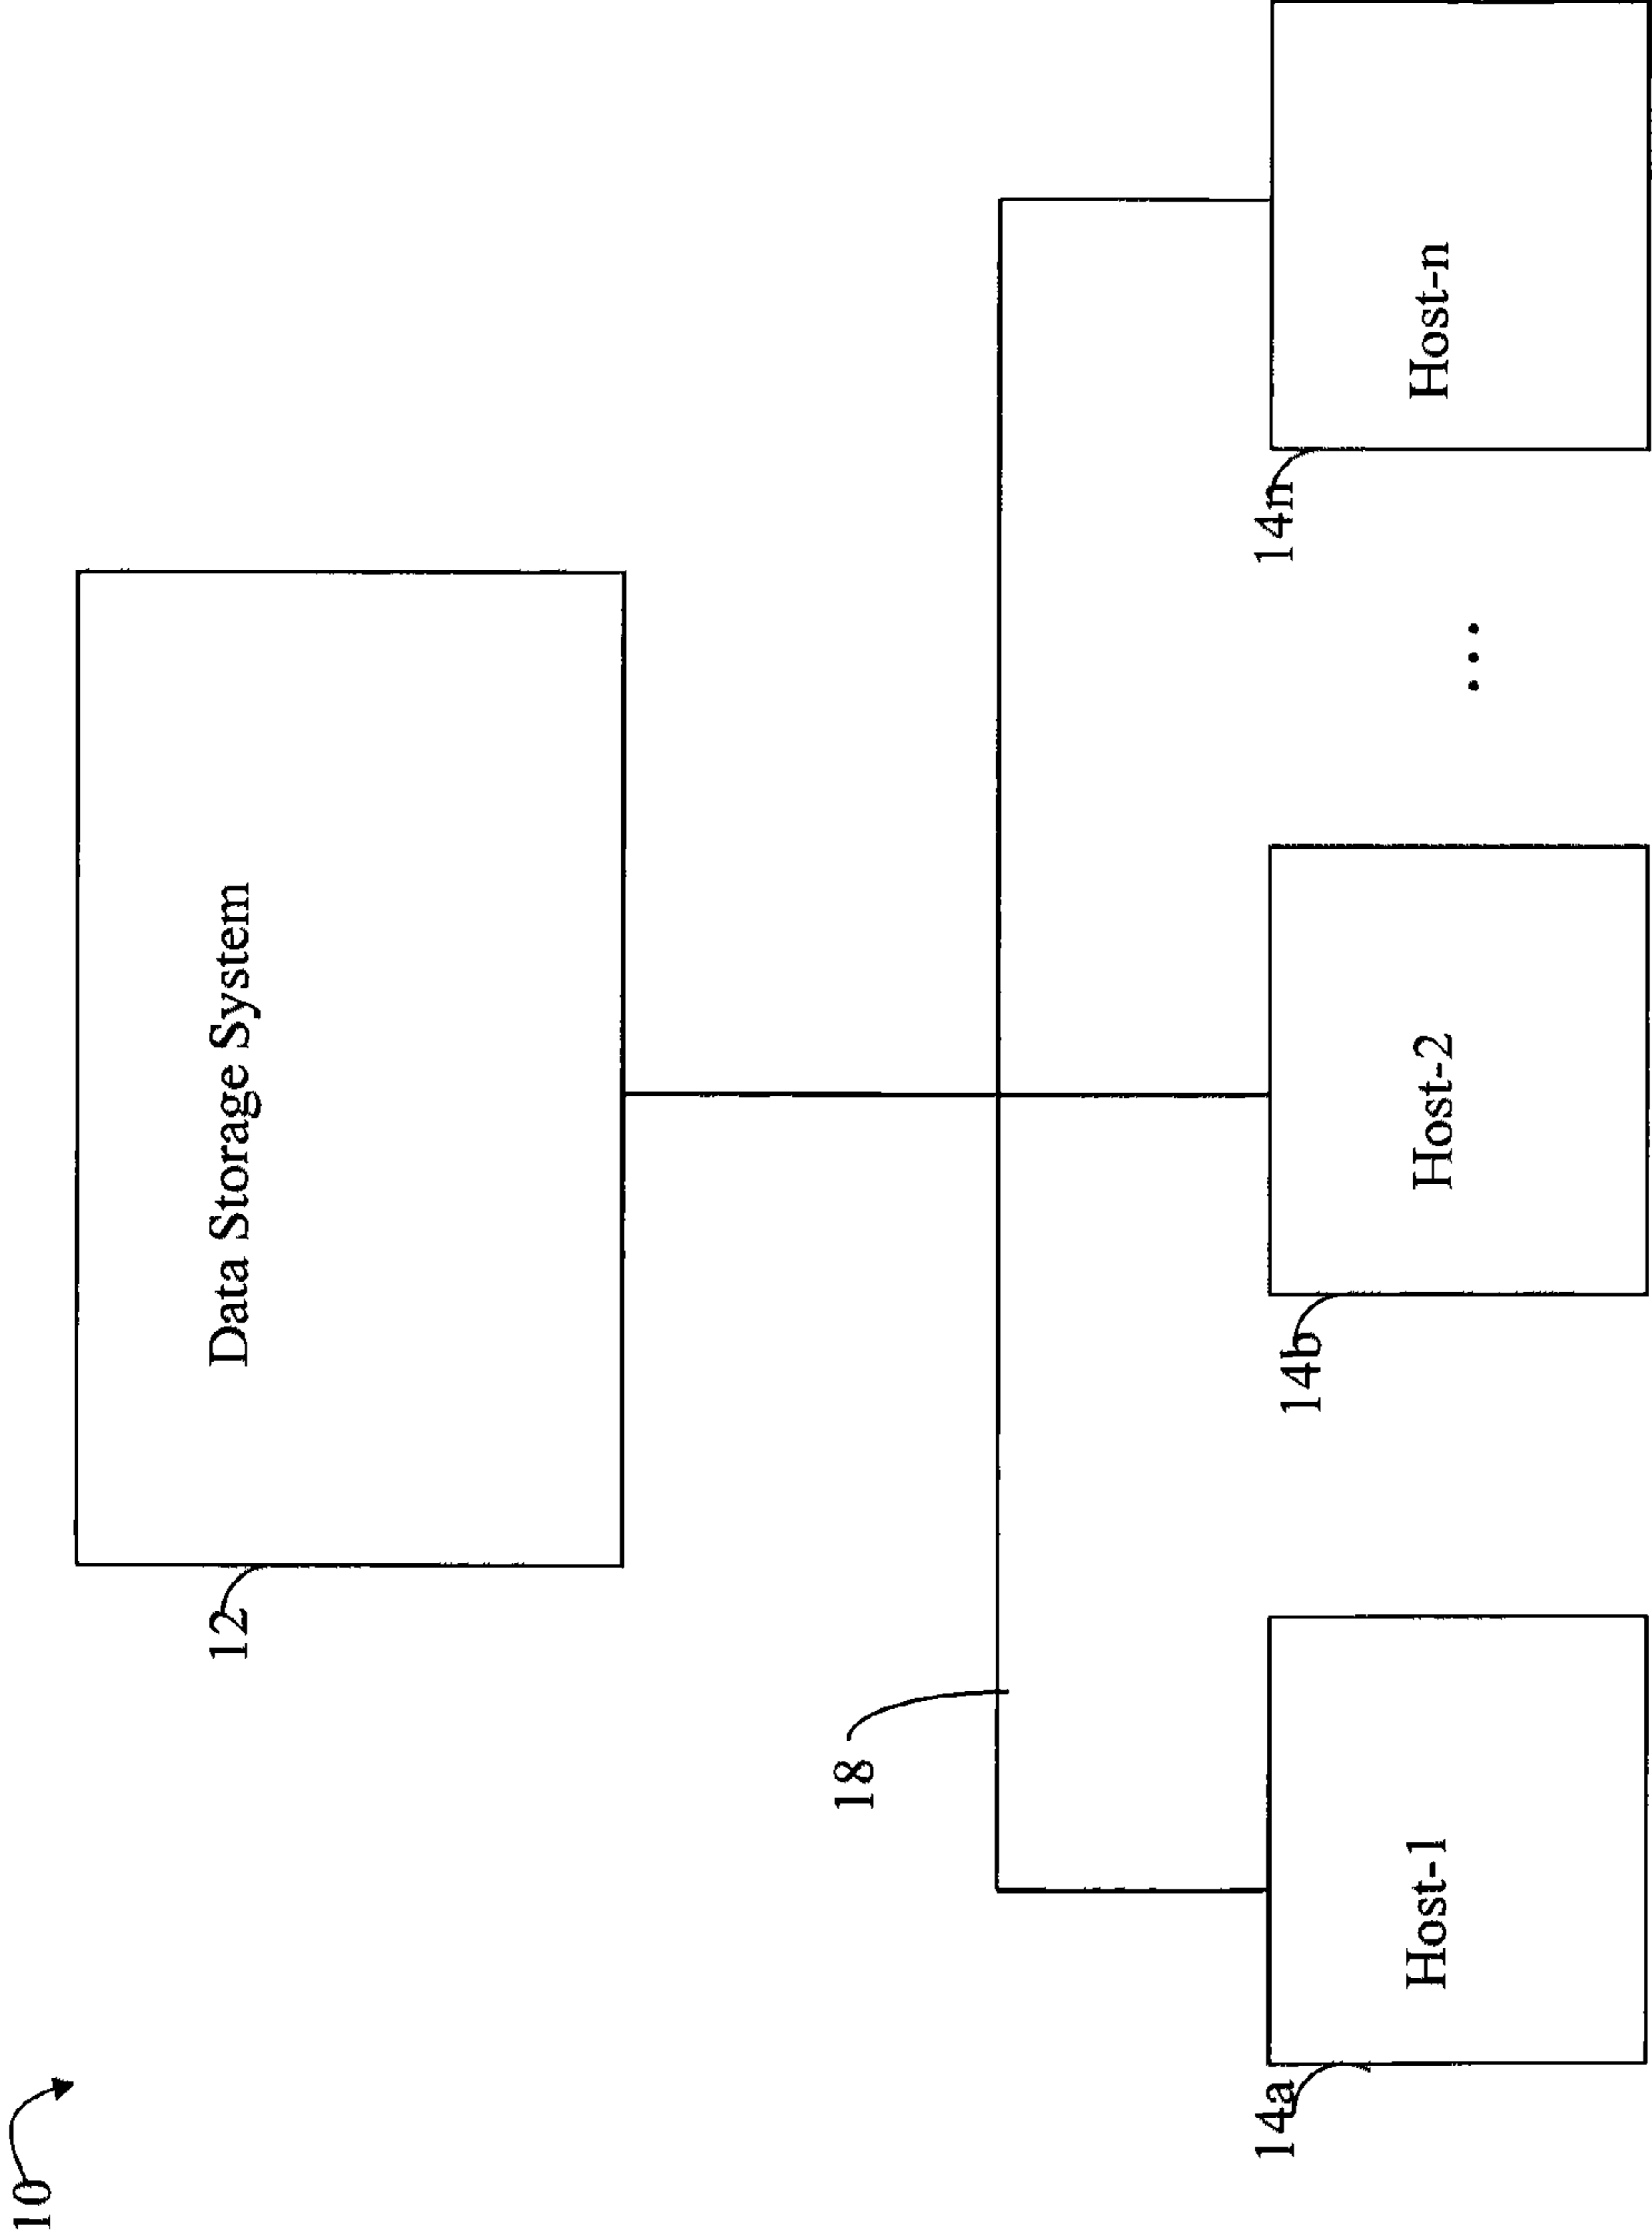 10
12
Data Storage System
18
14a
Host-1
14b
Host-2
...
14n
Host-n